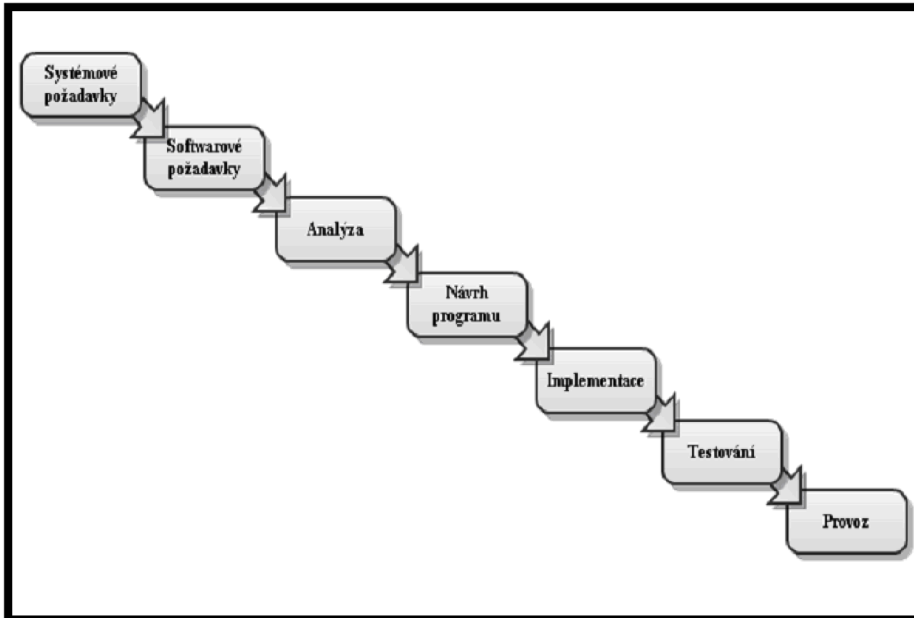 Systémové
požadavky
Softwarové
požadavky
Analýza
Návrh
programu
Implementace
Testování
Provoz